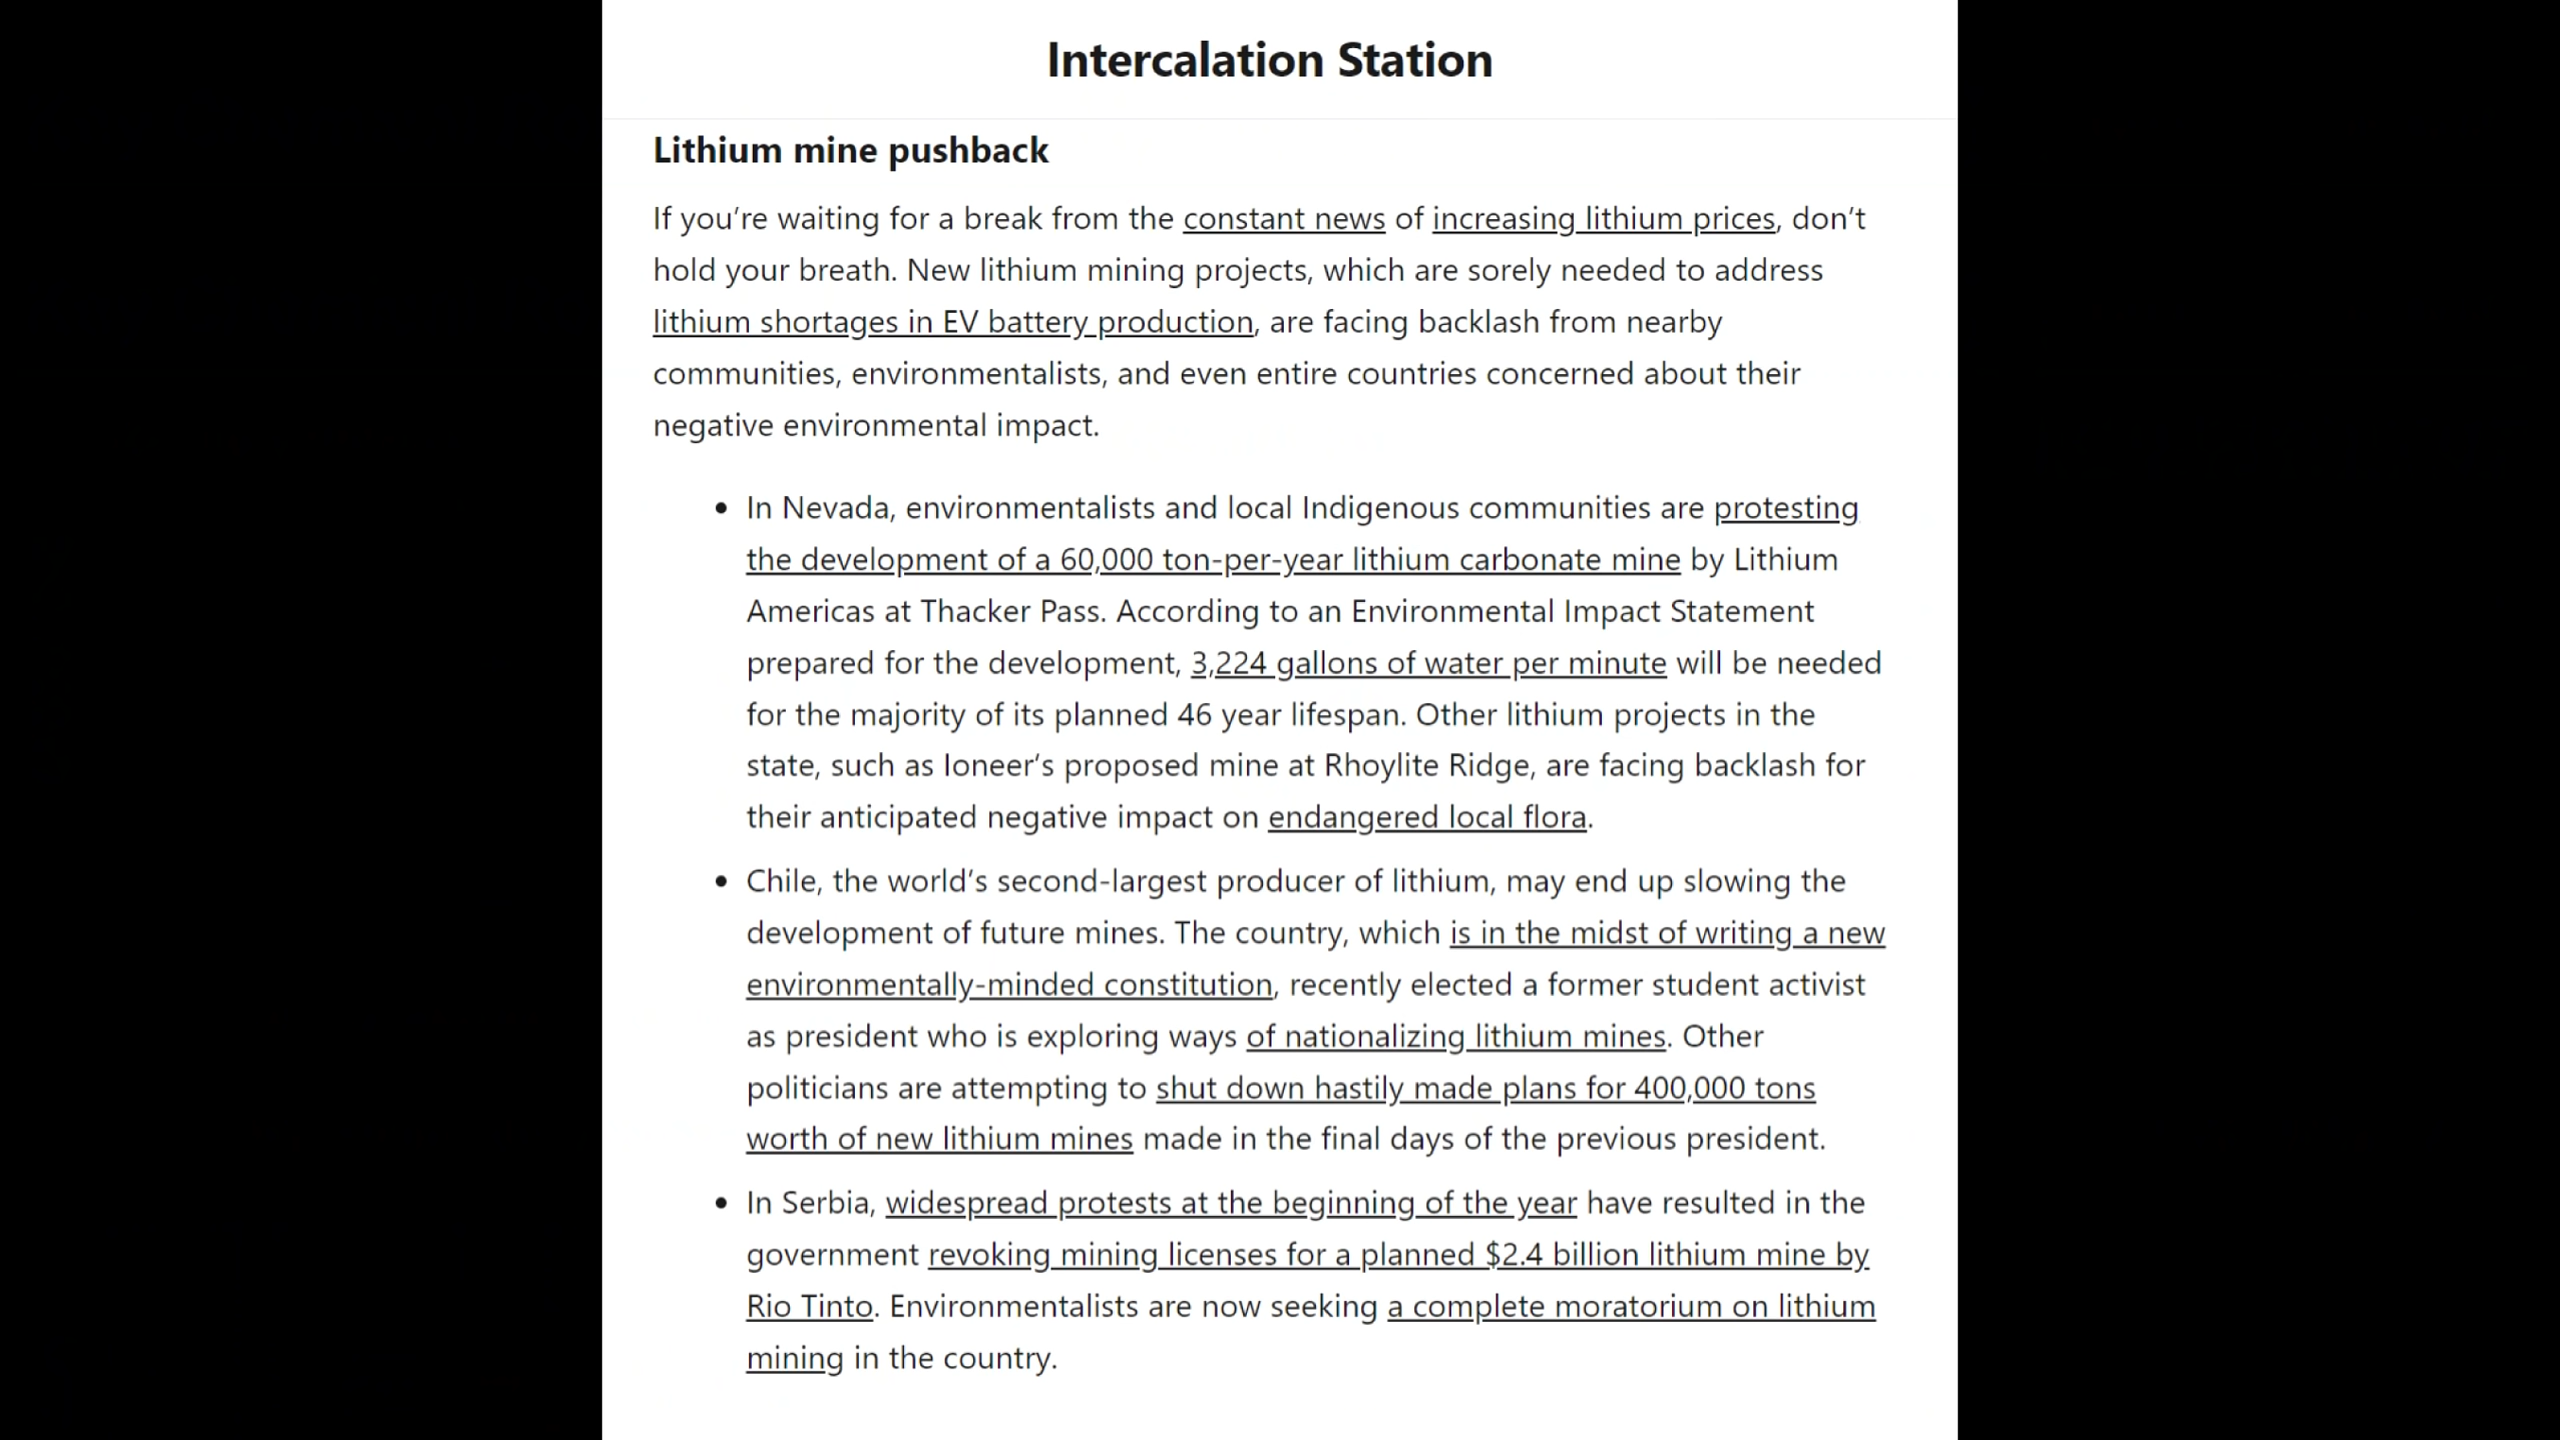 Intercalation Station
Lithium mine pushback
If you’re waiting for a break from the constant news of increasing lithium prices, don’t
hold your breath. New lithium mining projects, which are sorely needed to address
lithium shortages in EV battery production, are facing backlash from nearby
communities, environmentalists, and even entire countries concerned about their
negative environmental impact.
• In Nevada, environmentalists and local Indigenous communities are protesting
the development of a 60,000 ton-per-year lithium carbonate mine by Lithium
Americas at Thacker Pass. According to an Environmental Impact Statement
prepared for the development, 3,224 gallons of water per minute will be needed
for the majority of its planned 46 year lifespan. Other lithium projects in the
state, such as Ioneer’s proposed mine at Rhoylite Ridge, are facing backlash for
their anticipated negative impact on endangered local flora.
• Chile, the world’s second-largest producer of lithium, may end up slowing the
development of future mines. The country, which is in the midst of writing a new
environmentally-minded constitution, recently elected a former student activist
as president who is exploring ways of nationalizing lithium mines. Other
politicians are attempting to shut down hastily made plans for 400,000 tons
worth of new lithium mines made in the final days of the previous president.
• In Serbia, widespread protests at the beginning of the year have resulted in the
government revoking mining licenses for a planned $2.4 billion lithium mine by
Rio Tinto. Environmentalists are now seeking a complete moratorium on lithium
mining in the country.